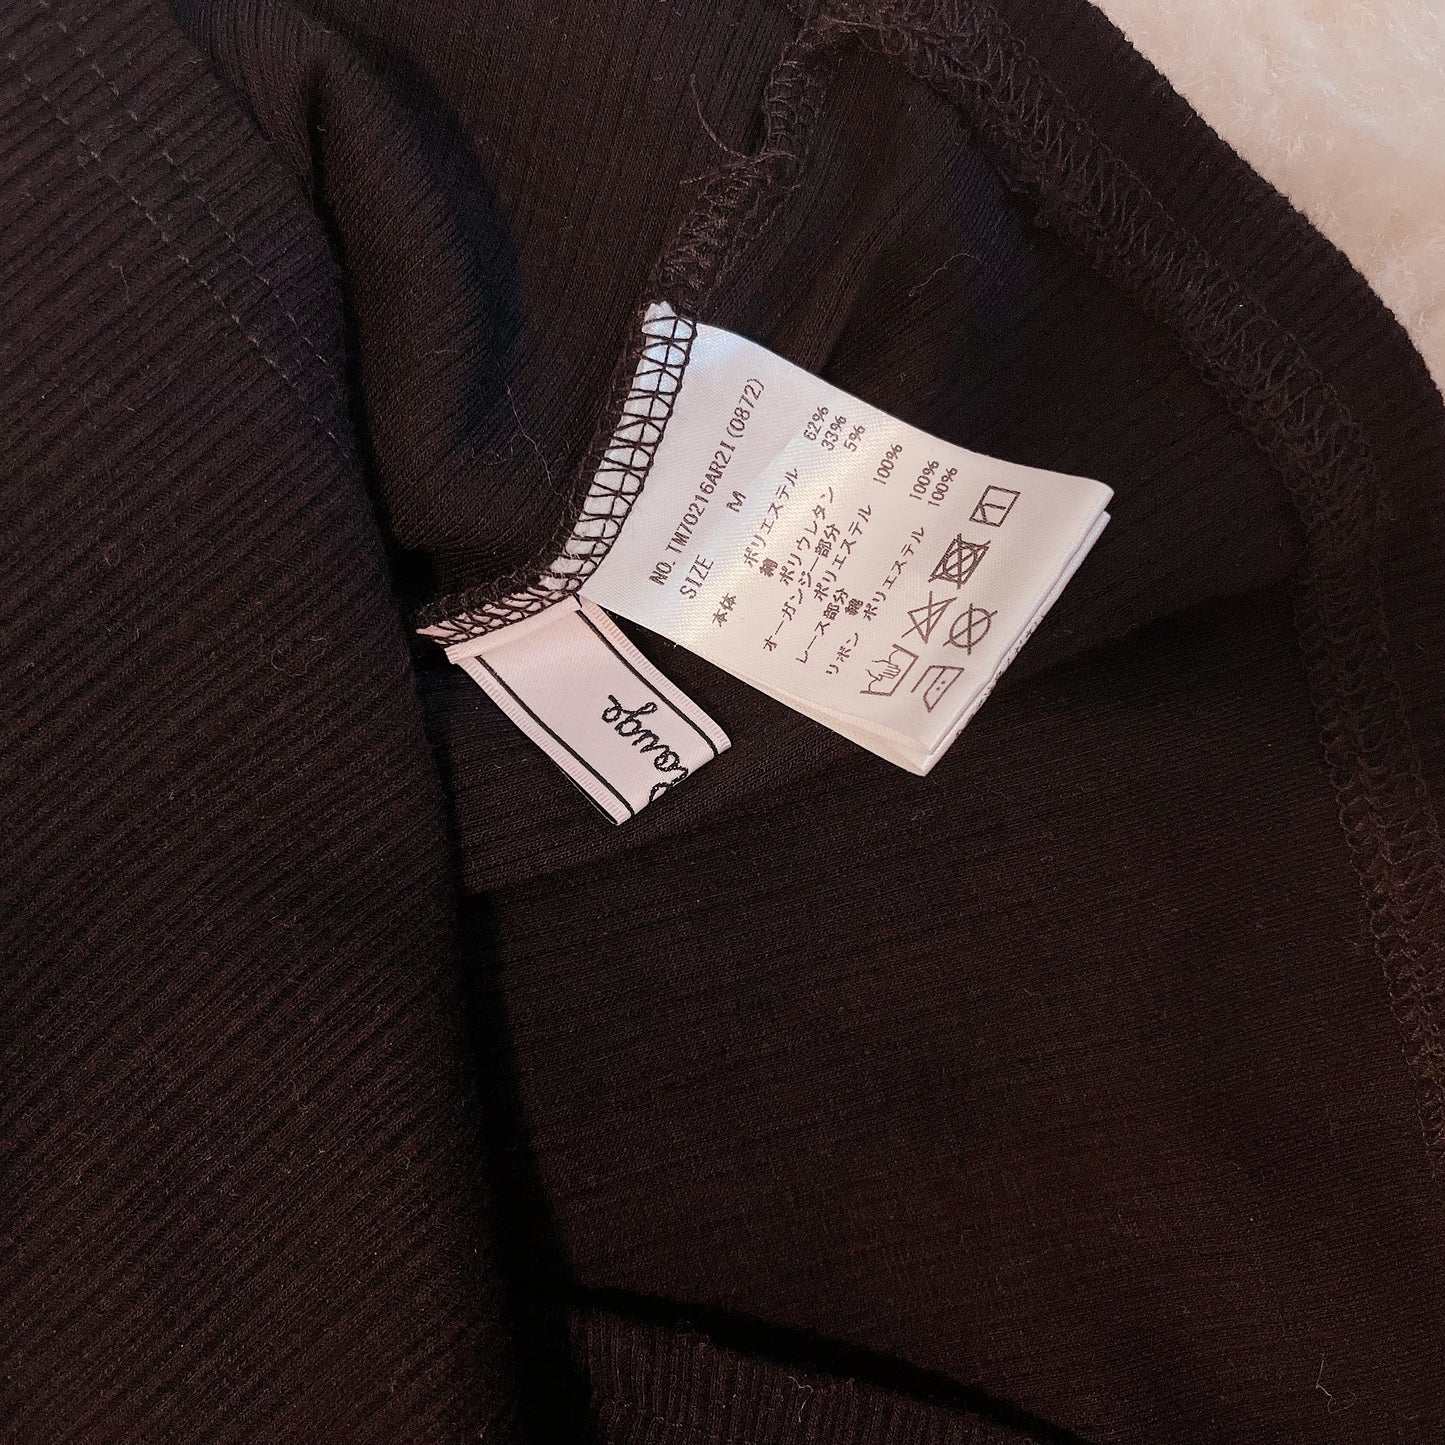 NO.TM70216AR2I(0872)
SIZE M
本体 ポリエステル 62%
綿 33%
ポリウレタン 5%
オーガンジー部分
ポリエステル 100%
レース部分
綿 100%
リボン ポリエステル 100%